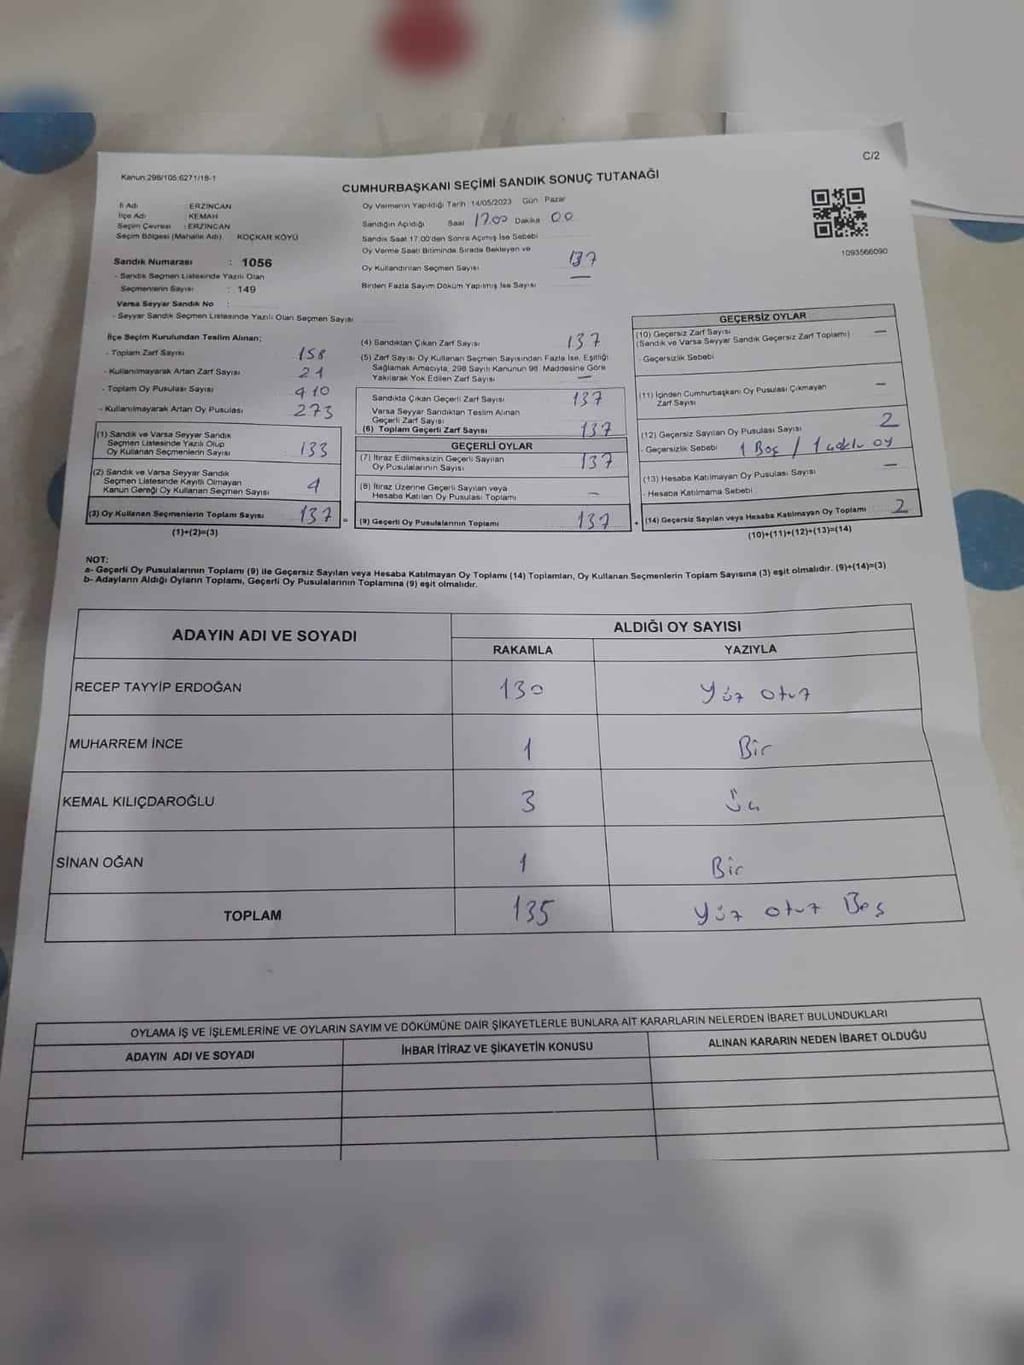 C/2
Kanun:298/105,6271/18-1
CUMHURBAŞKANI SEÇİMİ SANDIK SONUÇ TUTANAĞI
1093566090
İl Adı : ERZİNCAN
İlçe Adı : KEMAH
Seçim Çevresi : ERZİNCAN
Seçim Bölgesi (Mahalle Adı) KOÇKAR KÖYÜ
Sandık Numarası : 1056
- Sandık Seçmen Listesinde Yazılı Olan
Seçmenlerin Sayısı : 149
Varsa Seyyar Sandık No :
- Seyyar Sandık Seçmen Listesinde Yazılı Olan Seçmen Sayısı
Oy Vermenin Yapıldığı Tarih 14/05/2023 Gün Pazar
Sandığın Açıldığı Saat 17.00 Dakika 00
Sandık Saat 17.00'den Sonra Açılmış İse Sebebi
Oy Verme Saati Bitiminde Sırada Bekleyen ve
Oy Kullandırılan Seçmen Sayısı 137
Birden Fazla Sayım Döküm Yapılmış İse Sayısı —
İlçe Seçim Kurulundan Teslim Alınan;
- Toplam Zarf Sayısı 158
- Kullanılmayarak Artan Zarf Sayısı 21
- Toplam Oy Pusulası Sayısı 410
- Kullanılmayarak Artan Oy Pusulası 273
(1) Sandık ve Varsa Seyyar Sandık
Seçmen Listesinde Yazılı Olup
Oy Kullanan Seçmenlerin Sayısı 133
(2) Sandık ve Varsa Seyyar Sandık
Seçmen Listesinde Kayıtlı Olmayan
Kanun Gereği Oy Kullanan Seçmen Sayısı 4
(3) Oy Kullanan Seçmenlerin Toplam Sayısı 137
(1)+(2)=(3)
(4) Sandıktan Çıkan Zarf Sayısı 137
(5) Zarf Sayısı Oy Kullanan Seçmen Sayısından Fazla İse, Eşitliği
Sağlamak Amacıyla, 298 Sayılı Kanunun 98. Maddesine Göre
Yakılarak Yok Edilen Zarf Sayısı —
Sandıkta Çıkan Geçerli Zarf Sayısı 137
Varsa Seyyar Sandıktan Teslim Alınan
Geçerli Zarf Sayısı
(6) Toplam Geçerli Zarf Sayısı 137
GEÇERLİ OYLAR
(7) İtiraz Edilmeksizin Geçerli Sayılan
Oy Pusulalarının Sayısı 137
(8) İtiraz Üzerine Geçerli Sayılan veya
Hesaba Katılan Oy Pusulası Toplamı —
(9) Geçerli Oy Pusulalarının Toplamı 137
GEÇERSİZ OYLAR
(10) Geçersiz Zarf Sayısı
(Sandık ve Varsa Seyyar Sandık Geçersiz Zarf Toplamı) —
- Geçersizlik Sebebi
(11) İçinden Cumhurbaşkanı Oy Pusulası Çıkmayan
Zarf Sayısı —
(12) Geçersiz Sayılan Oy Pusulası Sayısı 2
- Geçersizlik Sebebi 1 Boş / 1 çoklu oy
(13) Hesaba Katılmayan Oy Pusulası Sayısı —
- Hesaba Katılmama Sebebi
(14) Geçersiz Sayılan veya Hesaba Katılmayan Oy Toplamı 2
(10)+(11)+(12)+(13)=(14)
NOT:
a- Geçerli Oy Pusulalarının Toplamı (9) ile Geçersiz Sayılan veya Hesaba Katılmayan Oy Toplamı (14) Toplamları, Oy Kullanan Seçmenlerin Toplam Sayısına (3) eşit olmalıdır. (9)+(14)=(3)
b- Adayların Aldığı Oyların Toplamı, Geçerli Oy Pusulalarının Toplamına (9) eşit olmalıdır.
ADAYIN ADI VE SOYADI
ALDIĞI OY SAYISI
RAKAMLA YAZIYLA
RECEP TAYYİP ERDOĞAN 130 Yüz otuz
MUHARREM İNCE 1 Bir
KEMAL KILIÇDAROĞLU 3 Üç
SİNAN OĞAN 1 Bir
TOPLAM 135 Yüz otuz Beş
OYLAMA İŞ VE İŞLEMLERİNE VE OYLARIN SAYIM VE DÖKÜMÜNE DAİR ŞİKAYETLERLE BUNLARA AİT KARARLARIN NELERDEN İBARET BULUNDUKLARI
ADAYIN ADI VE SOYADI İHBAR İTİRAZ VE ŞİKAYETİN KONUSU ALINAN KARARIN NEDEN İBARET OLDUĞU